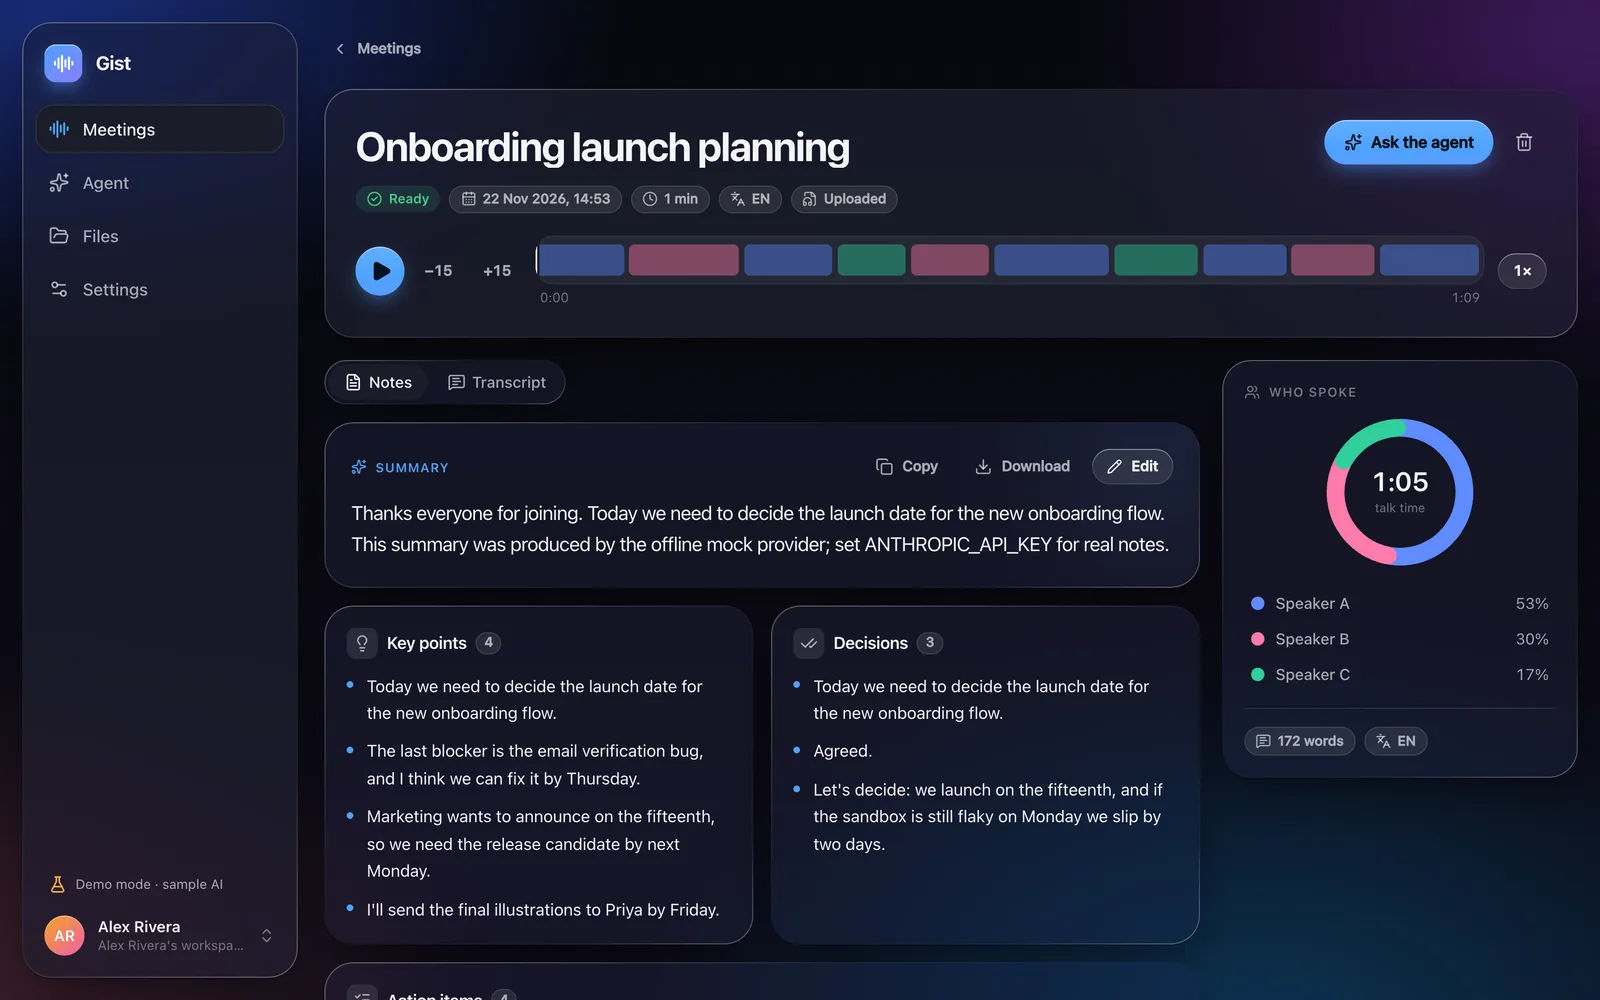 Gist
Meetings
Agent
Files
Settings
Demo mode · sample AI
AR
Alex Rivera
Alex Rivera's workspa...
Meetings
Onboarding launch planning
Ask the agent
Ready
22 Nov 2026, 14:53
1 min
EN
Uploaded
−15
+15
0:00
1:09
1×
Notes
Transcript
SUMMARY
Copy
Download
Edit
Thanks everyone for joining. Today we need to decide the launch date for the new onboarding flow.
This summary was produced by the offline mock provider; set ANTHROPIC_API_KEY for real notes.
Key points 4
Today we need to decide the launch date for
the new onboarding flow.
The last blocker is the email verification bug,
and I think we can fix it by Thursday.
Marketing wants to announce on the fifteenth,
so we need the release candidate by next
Monday.
I'll send the final illustrations to Priya by Friday.
Decisions 3
Today we need to decide the launch date for
the new onboarding flow.
Agreed.
Let's decide: we launch on the fifteenth, and if
the sandbox is still flaky on Monday we slip by
two days.
Action items 4
WHO SPOKE
1:05
talk time
Speaker A 53%
Speaker B 30%
Speaker C 17%
172 words
EN